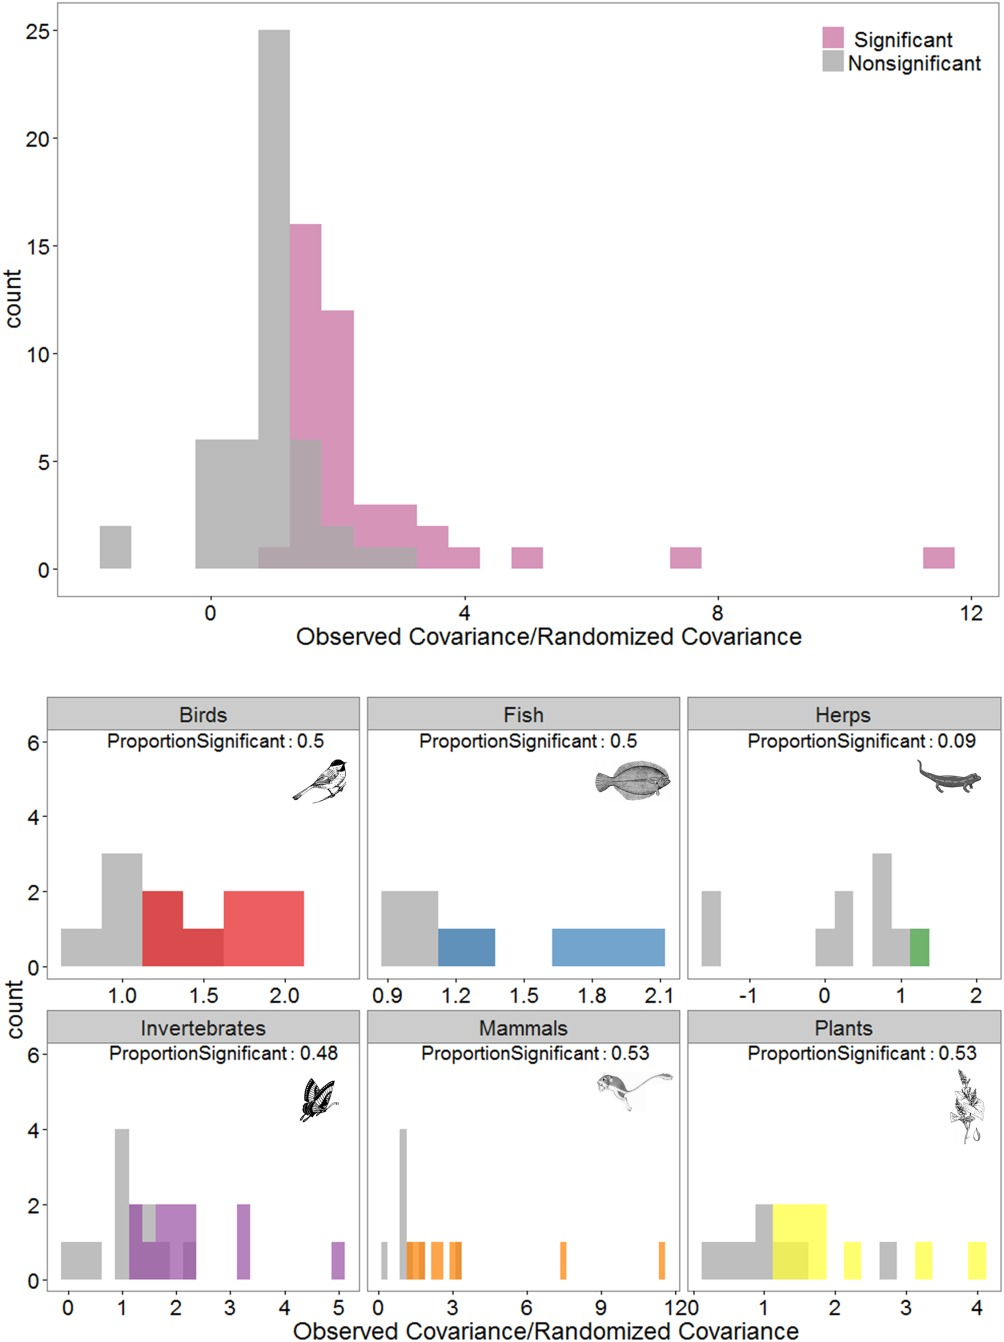 25
20
15
10
5
0
count
Significant
Nonsignificant
0 4 8 12
Observed Covariance/Randomized Covariance
Birds Fish Herps
ProportionSignificant : 0.5 ProportionSignificant : 0.5 ProportionSignificant : 0.09
6
4
2
0
1.0 1.5 2.0 0.9 1.2 1.5 1.8 2.1 -1 0 1 2
count
Invertebrates Mammals Plants
ProportionSignificant : 0.48 ProportionSignificant : 0.53 ProportionSignificant : 0.53
6
4
2
0
0 1 2 3 4 5 0 3 6 9 12 0 1 2 3 4
Observed Covariance/Randomized Covariance